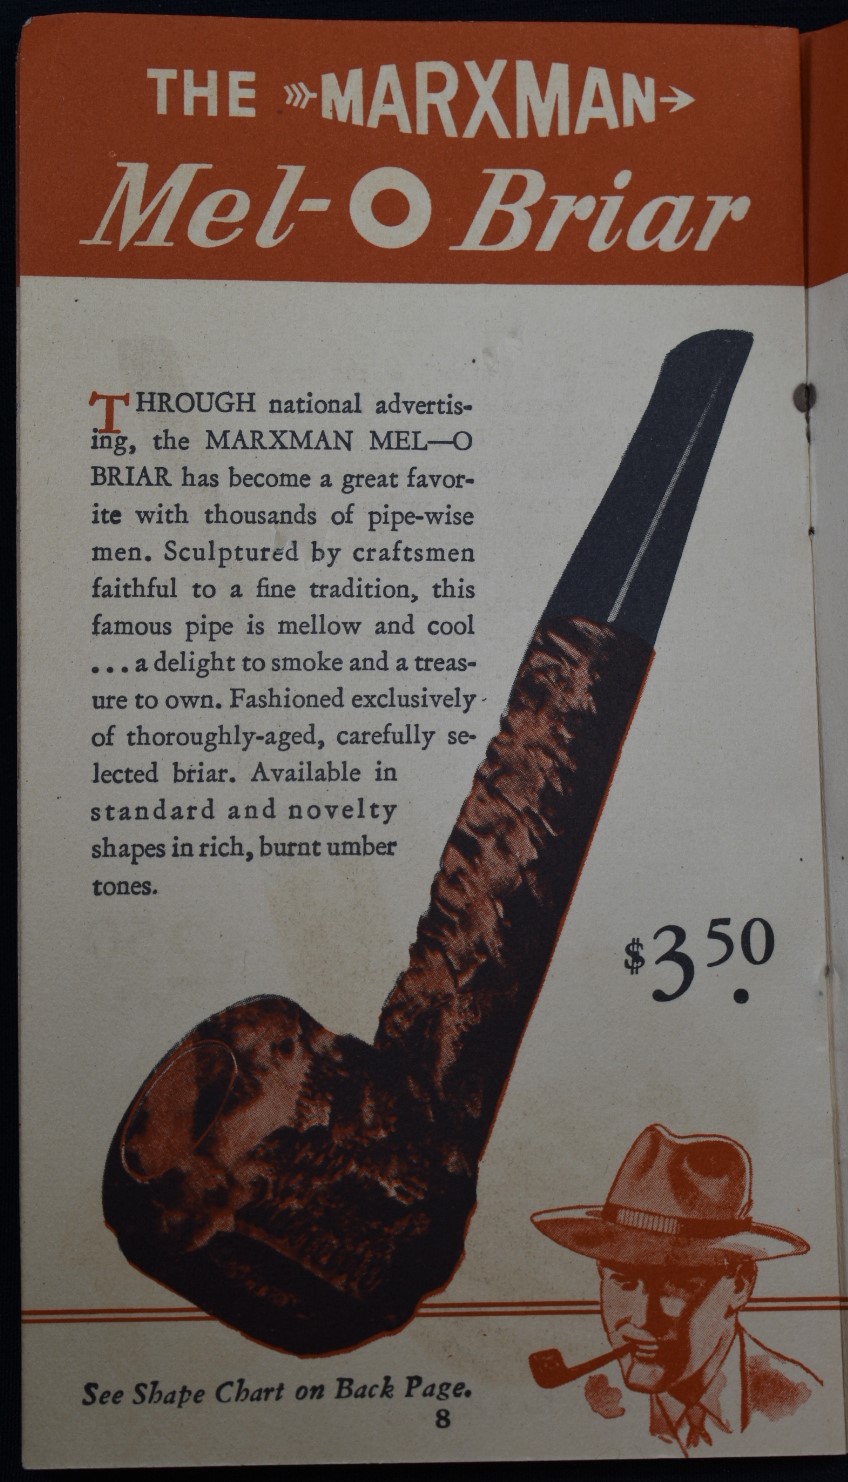 THE MARXMAN
Mel-O Briar
THROUGH national advertis-
ing, the MARXMAN MEL—O
BRIAR has become a great favor-
ite with thousands of pipe-wise
men. Sculptured by craftsmen
faithful to a fine tradition, this
famous pipe is mellow and cool
...a delight to smoke and a treas-
ure to own. Fashioned exclusively
of thoroughly-aged, carefully se-
lected briar. Available in
standard and novelty
shapes in rich, burnt umber
tones.
$3.50
See Shape Chart on Back Page.
8